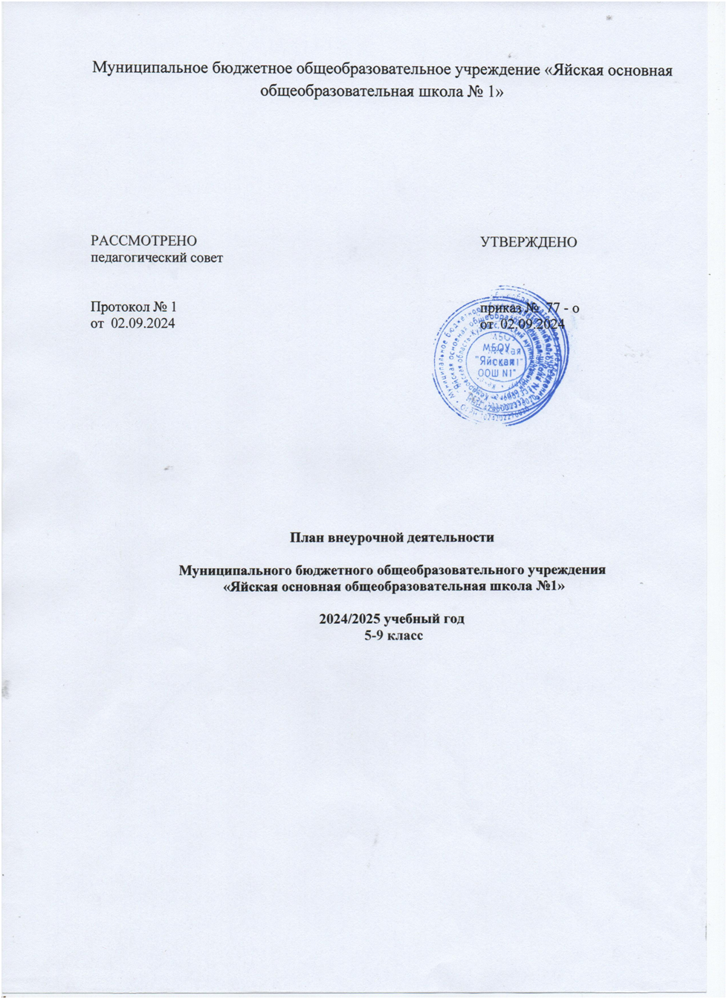 Муниципальное бюджетное общеобразовательное учреждение «Яйская основная
общеобразовательная школа № 1»
РАССМОТРЕНО
педагогический совет
УТВЕРЖДЕНО
Протокол № 1
от 02.09.2024
приказ № 77 - о
от 02.09.2024
МБОУ
"Яйская
ООШ N1"
План внеурочной деятельности
Муниципального бюджетного общеобразовательного учреждения
«Яйская основная общеобразовательная школа №1»
2024/2025 учебный год
5-9 класс